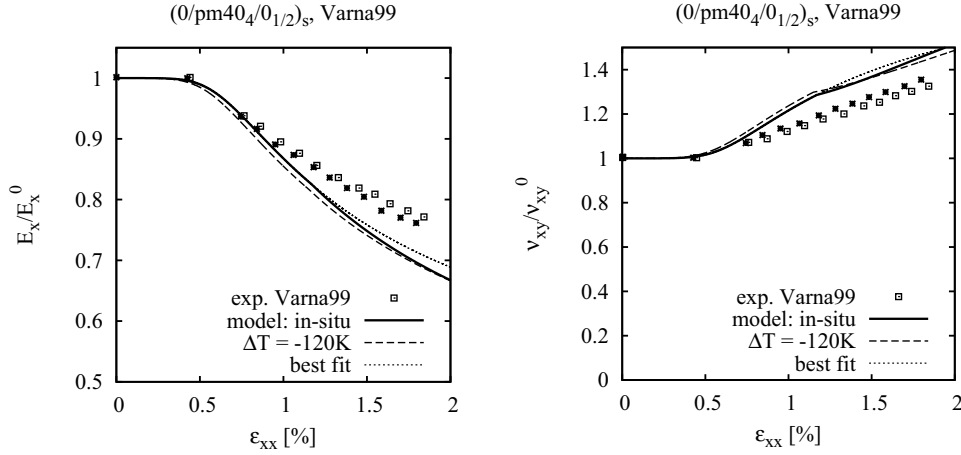 (0/pm40₄/0₁/₂)ₛ, Varna99
1
0.9
0.8
0.7
0.6
0.5
Eₓ/Eₓ⁰
exp. Varna99
model: in-situ
ΔT = -120K
best fit
0 0.5 1 1.5 2
εₓₓ [%]
(0/pm40₄/0₁/₂)ₛ, Varna99
1.4
1.2
1
0.8
0.6
0.4
0.2
0
νₓᵧ/νₓᵧ⁰
exp. Varna99
model: in-situ
ΔT = -120K
best fit
0 0.5 1 1.5 2
εₓₓ [%]